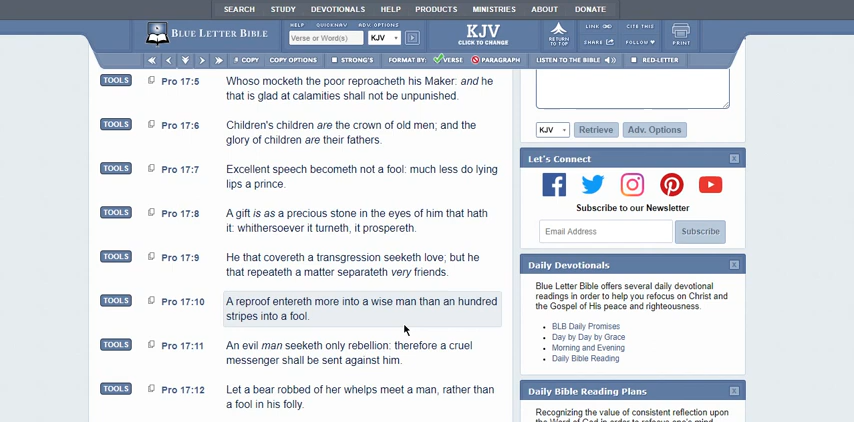 SEARCH STUDY DEVOTIONALS HELP PRODUCTS MINISTRIES ABOUT DONATE
BLUE LETTER BIBLE
HELP QUICKNAV ADV. OPTIONS
Verse or Word(s) KJV
KJV
CLICK TO CHANGE
RETURN
TO TOP
LINK CITE THIS
SHARE FOLLOW
PRINT
COPY COPY OPTIONS STRONG'S FORMAT BY: VERSE PARAGRAPH LISTEN TO THE BIBLE RED-LETTER
TOOLS Pro 17:5 Whoso mocketh the poor reproacheth his Maker: and he
that is glad at calamities shall not be unpunished.
TOOLS Pro 17:6 Children's children are the crown of old men; and the
glory of children are their fathers.
TOOLS Pro 17:7 Excellent speech becometh not a fool: much less do lying
lips a prince.
TOOLS Pro 17:8 A gift is as a precious stone in the eyes of him that hath
it: whithersoever it turneth, it prospereth.
TOOLS Pro 17:9 He that covereth a transgression seeketh love; but he
that repeateth a matter separateth very friends.
TOOLS Pro 17:10 A reproof entereth more into a wise man than an hundred
stripes into a fool.
TOOLS Pro 17:11 An evil man seeketh only rebellion: therefore a cruel
messenger shall be sent against him.
TOOLS Pro 17:12 Let a bear robbed of her whelps meet a man, rather than
a fool in his folly.
KJV Retrieve Adv. Options
Let's Connect X
Subscribe to our Newsletter
Email Address Subscribe
Daily Devotionals X
Blue Letter Bible offers several daily devotional
readings in order to help you refocus on Christ and
the Gospel of His peace and righteousness.
BLB Daily Promises
Day by Day by Grace
Morning and Evening
Daily Bible Reading
Daily Bible Reading Plans X
Recognizing the value of consistent reflection upon
the Word of God in order to refocus one's mind